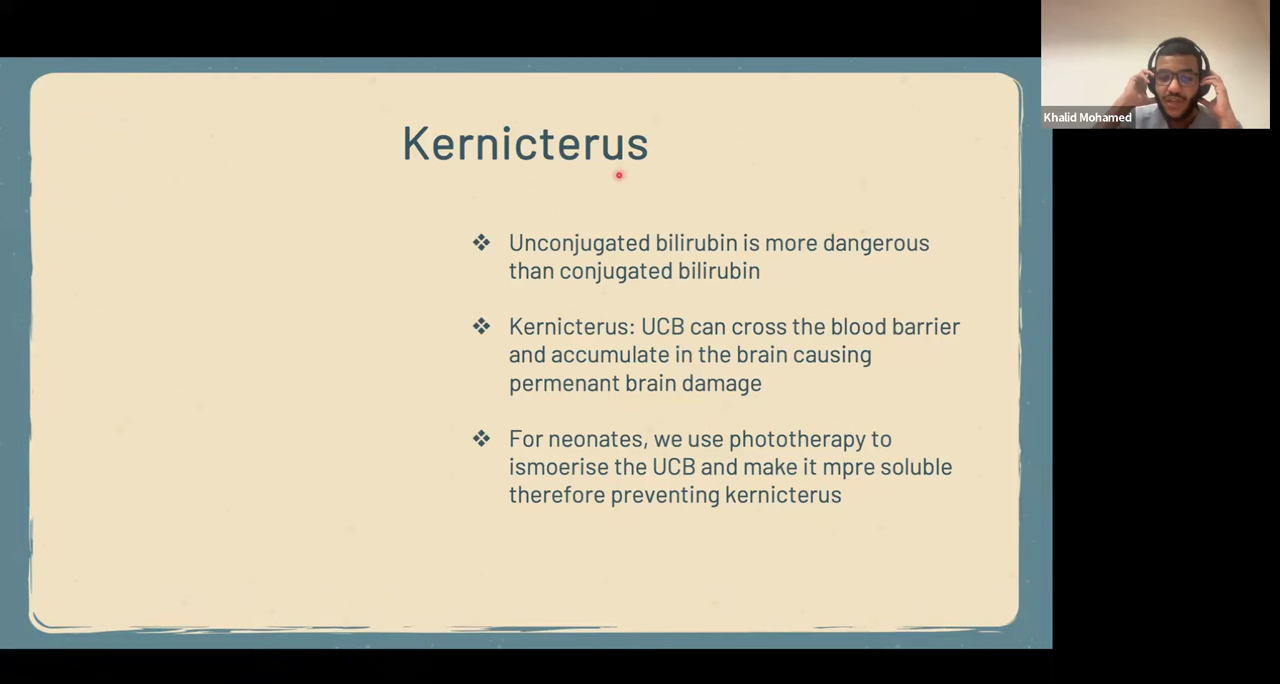 Khalid Mohamed
Kernicterus
❖ Unconjugated bilirubin is more dangerous
than conjugated bilirubin
❖ Kernicterus: UCB can cross the blood barrier
and accumulate in the brain causing
permenant brain damage
❖ For neonates, we use phototherapy to
ismoerise the UCB and make it mpre soluble
therefore preventing kernicterus